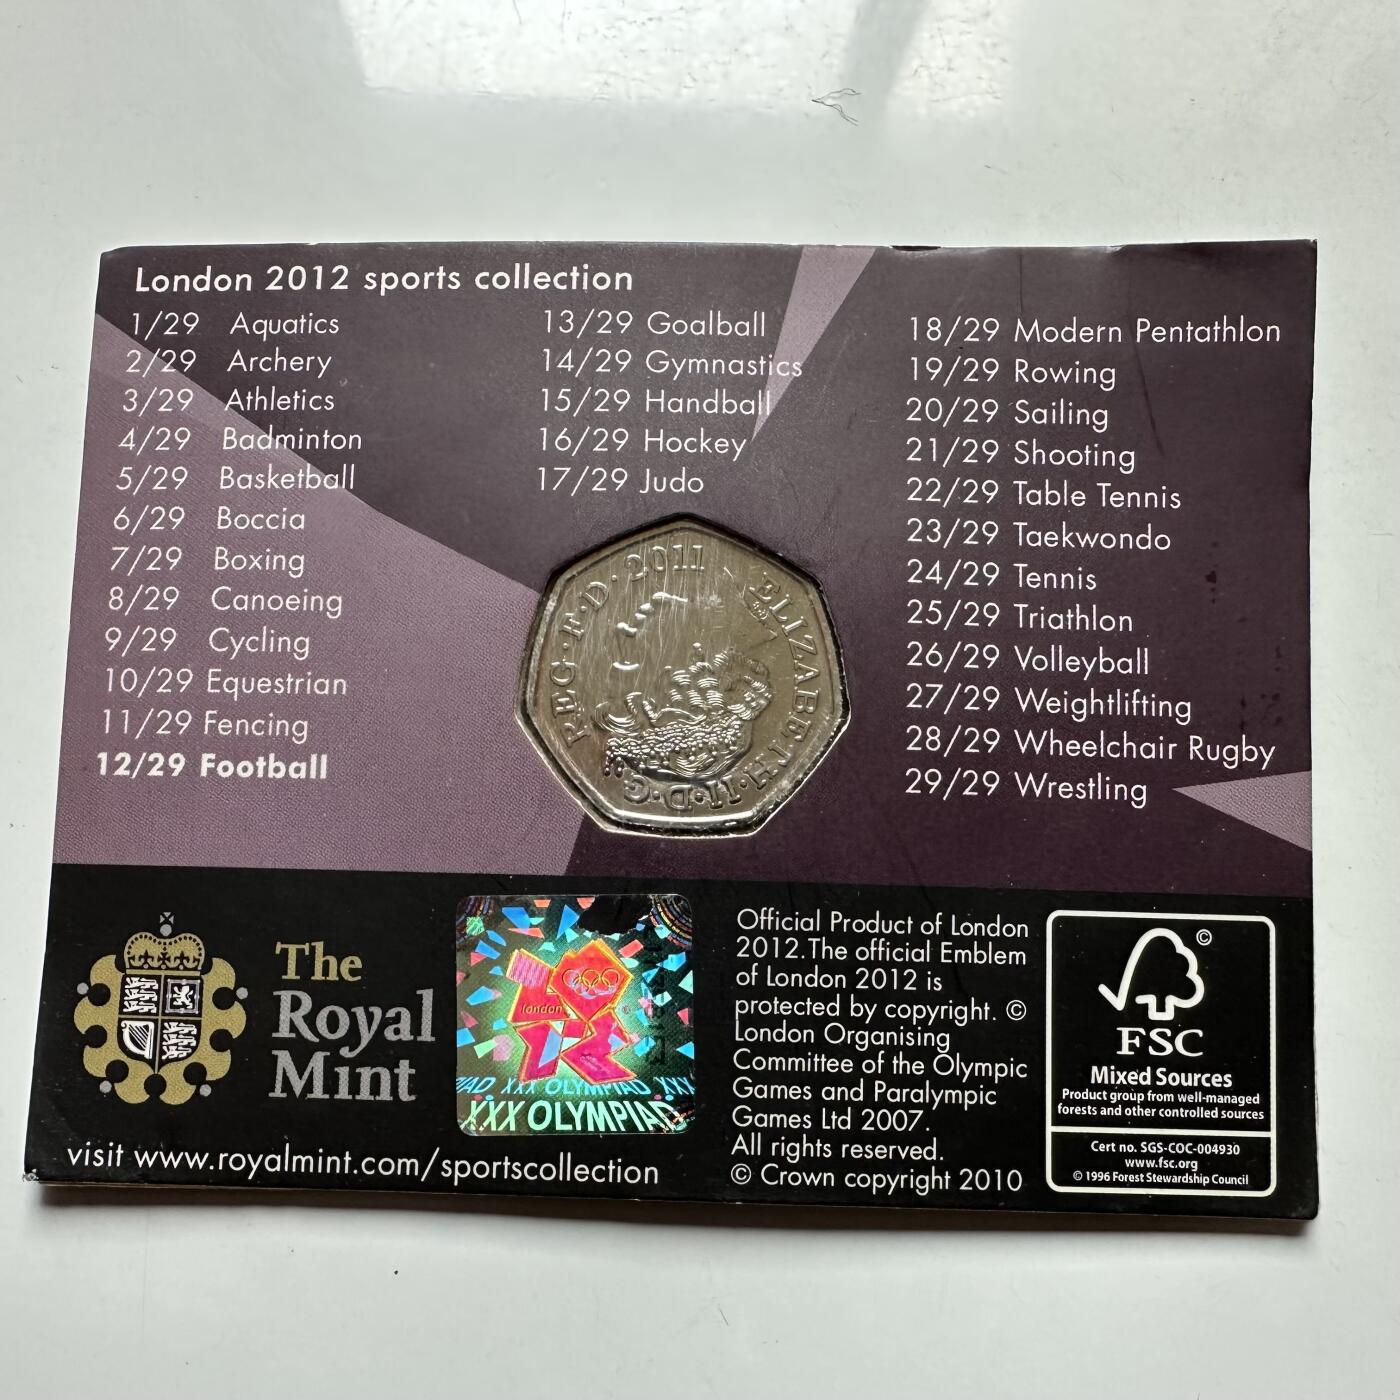 London 2012 sports collection
1/29 Aquatics
2/29 Archery
3/29 Athletics
4/29 Badminton
5/29 Basketball
6/29 Boccia
7/29 Boxing
8/29 Canoeing
9/29 Cycling
10/29 Equestrian
11/29 Fencing
12/29 Football
13/29 Goalball
14/29 Gymnastics
15/29 Handball
16/29 Hockey
17/29 Judo
18/29 Modern Pentathlon
19/29 Rowing
20/29 Sailing
21/29 Shooting
22/29 Table Tennis
23/29 Taekwondo
24/29 Tennis
25/29 Triathlon
26/29 Volleyball
27/29 Weightlifting
28/29 Wheelchair Rugby
29/29 Wrestling
ELIZABETH·II·D·G· REG·F·D·2011
The
Royal
Mint
visit www.royalmint.com/sportscollection
london
IAD XXX OLYMPIAD XXX
XXX OLYMPIAD
Official Product of London
2012.The official Emblem
of London 2012 is
protected by copyright. ©
London Organising
Committee of the Olympic
Games and Paralympic
Games Ltd 2007.
All rights reserved.
© Crown copyright 2010
©
FSC
Mixed Sources
Product group from well-managed
forests and other controlled sources
Cert no. SGS-COC-004930
www.fsc.org
© 1996 Forest Stewardship Council